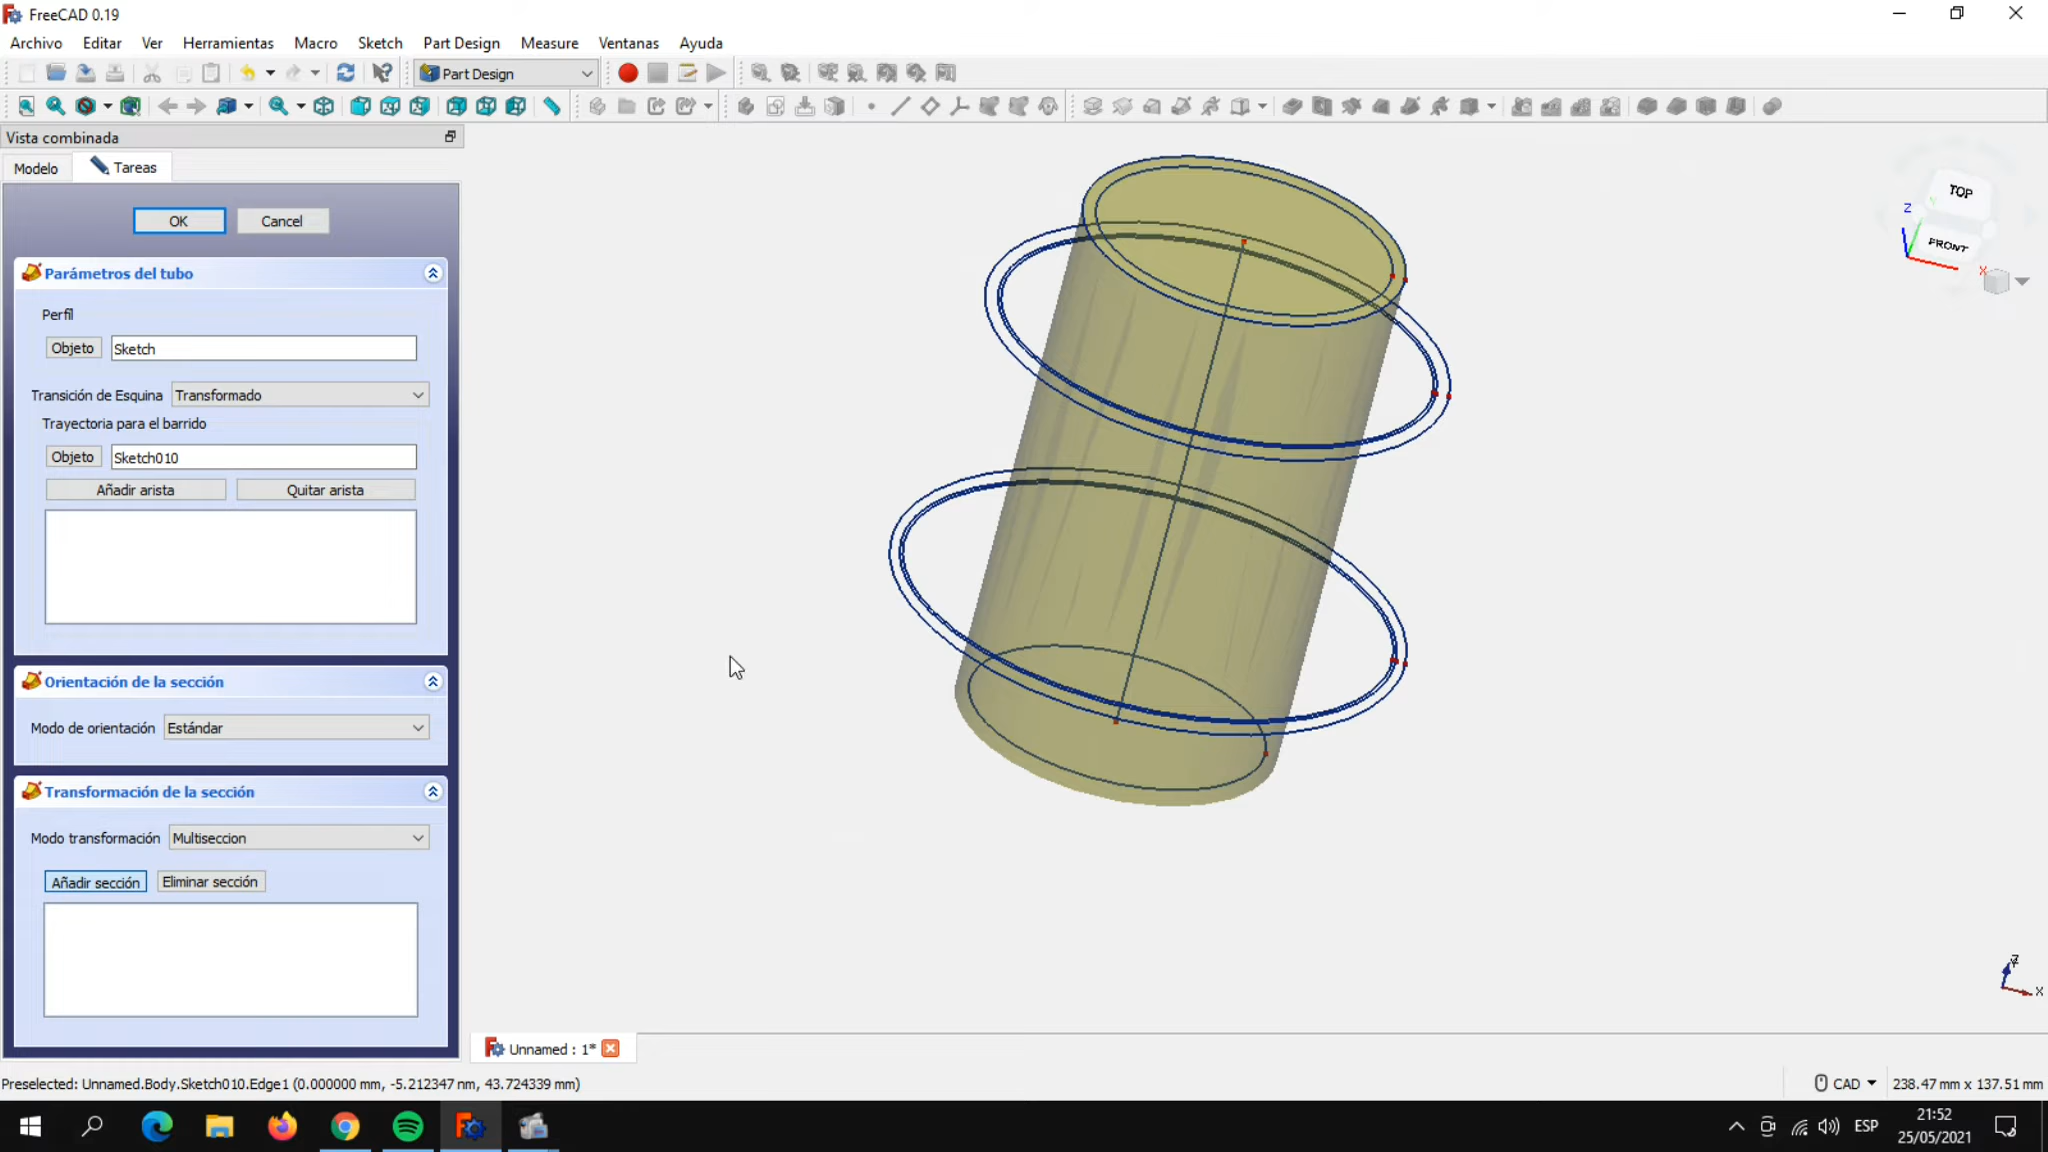 FreeCAD 0.19
Archivo Editar Ver Herramientas Macro Sketch Part Design Measure Ventanas Ayuda
Part Design
Vista combinada
Modelo Tareas
OK Cancel
Parámetros del tubo
Perfil
Objeto Sketch
Transición de Esquina Transformado
Trayectoria para el barrido
Objeto Sketch010
Añadir arista Quitar arista
Orientación de la sección
Modo de orientación Estándar
Transformación de la sección
Modo transformación Multiseccion
Añadir sección Eliminar sección
TOP
FRONT
Z
Y
X
Z
X
Unnamed : 1*
Preselected: Unnamed.Body.Sketch010.Edge1 (0.000000 mm, -5.212347 nm, 43.724339 mm)
CAD 238.47 mm x 137.51 mm
ESP
21:52
25/05/2021